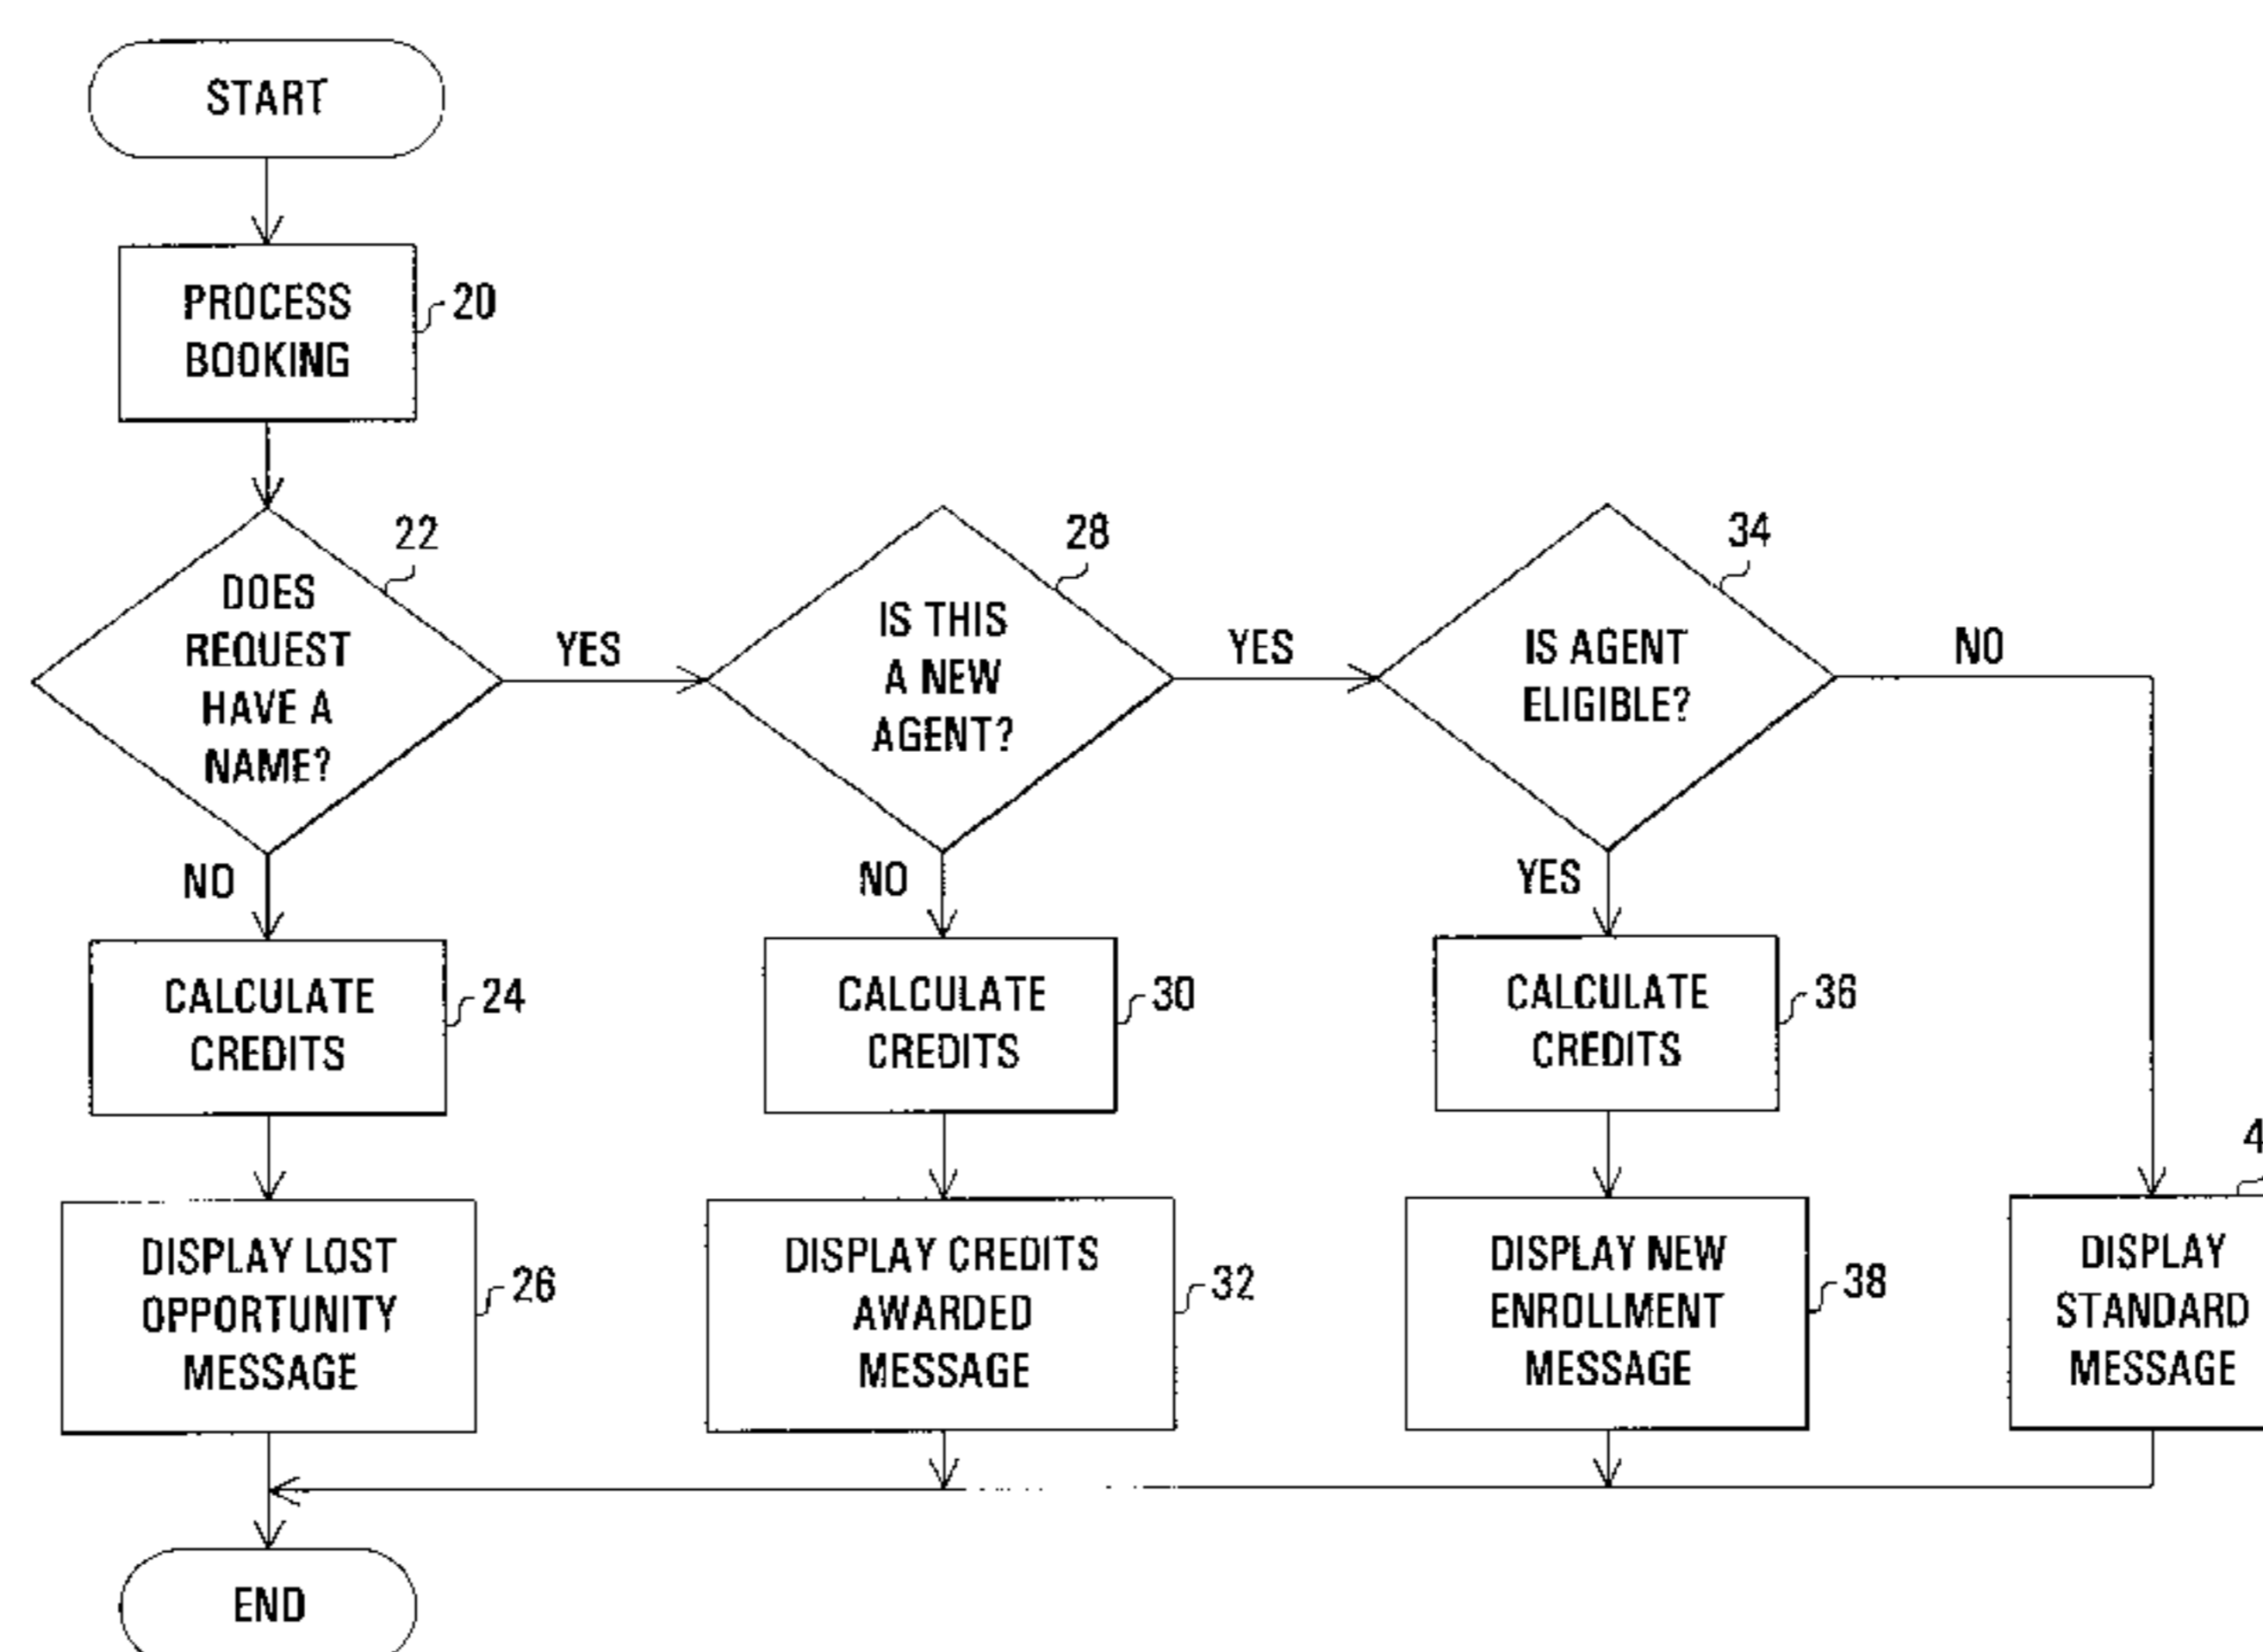 START
PROCESS
BOOKING
20
DOES
REQUEST
HAVE A
NAME?
22
YES
IS THIS
A NEW
AGENT?
28
YES
IS AGENT
ELIGIBLE?
34
NO
NO
NO
YES
CALCULATE
CREDITS
24
CALCULATE
CREDITS
30
CALCULATE
CREDITS
36
DISPLAY LOST
OPPORTUNITY
MESSAGE
26
DISPLAY CREDITS
AWARDED
MESSAGE
32
DISPLAY NEW
ENROLLMENT
MESSAGE
38
DISPLAY
STANDARD
MESSAGE
END